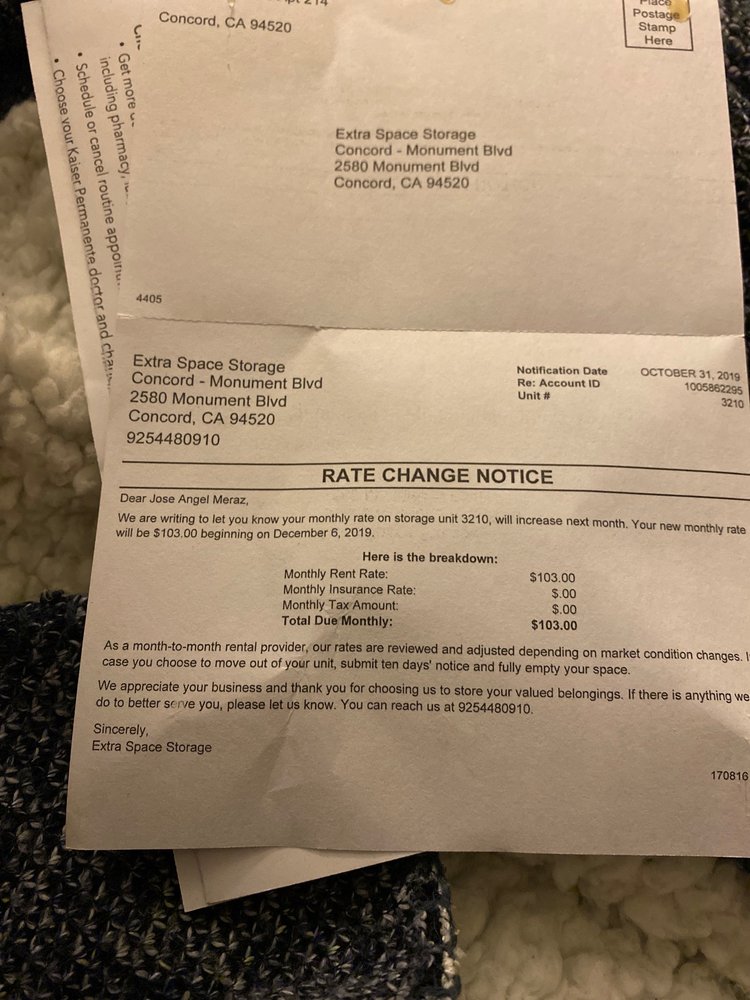 214
Concord, CA 94520
Place
Postage
Stamp
Here
Extra Space Storage
Concord - Monument Blvd
2580 Monument Blvd
Concord, CA 94520
4405
• Get more
including pharmacy,
• Schedule or cancel routine
• Choose your Kaiser Permanente doctor and
Extra Space Storage
Concord - Monument Blvd
2580 Monument Blvd
Concord, CA 94520
9254480910
Notification Date OCTOBER 31, 2019
Re: Account ID 1005862295
Unit # 3210
RATE CHANGE NOTICE
Dear Jose Angel Meraz,
We are writing to let you know your monthly rate on storage unit 3210, will increase next month. Your new monthly rate
will be $103.00 beginning on December 6, 2019.
Here is the breakdown:
Monthly Rent Rate: $103.00
Monthly Insurance Rate: $.00
Monthly Tax Amount: $.00
Total Due Monthly: $103.00
As a month-to-month rental provider, our rates are reviewed and adjusted depending on market condition changes. I
case you choose to move out of your unit, submit ten days' notice and fully empty your space.
We appreciate your business and thank you for choosing us to store your valued belongings. If there is anything we
do to better serve you, please let us know. You can reach us at 9254480910.
Sincerely,
Extra Space Storage
170816